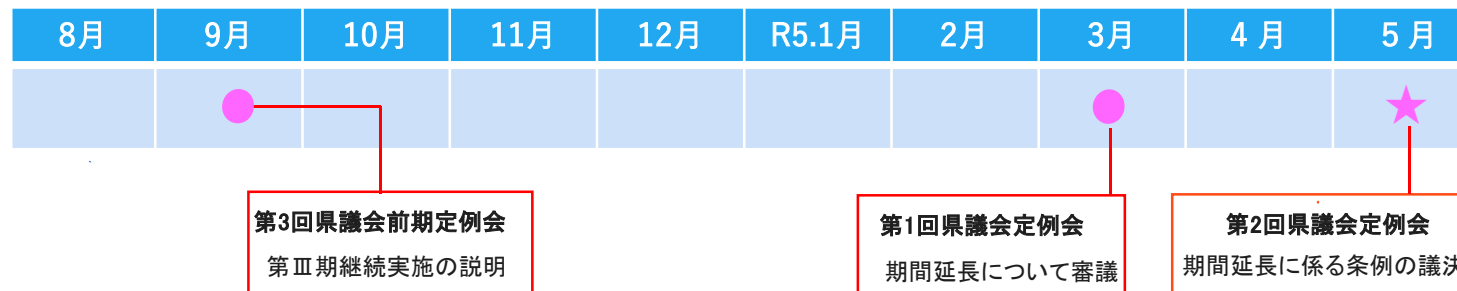 8月 9月 10月 11月 12月 R5.1月 2月 3月 4 月 5 月
第3回県議会前期定例会
第Ⅲ期継続実施の説明
第1回県議会定例会
期間延長について審議
第2回県議会定例会
期間延長に係る条例の議決